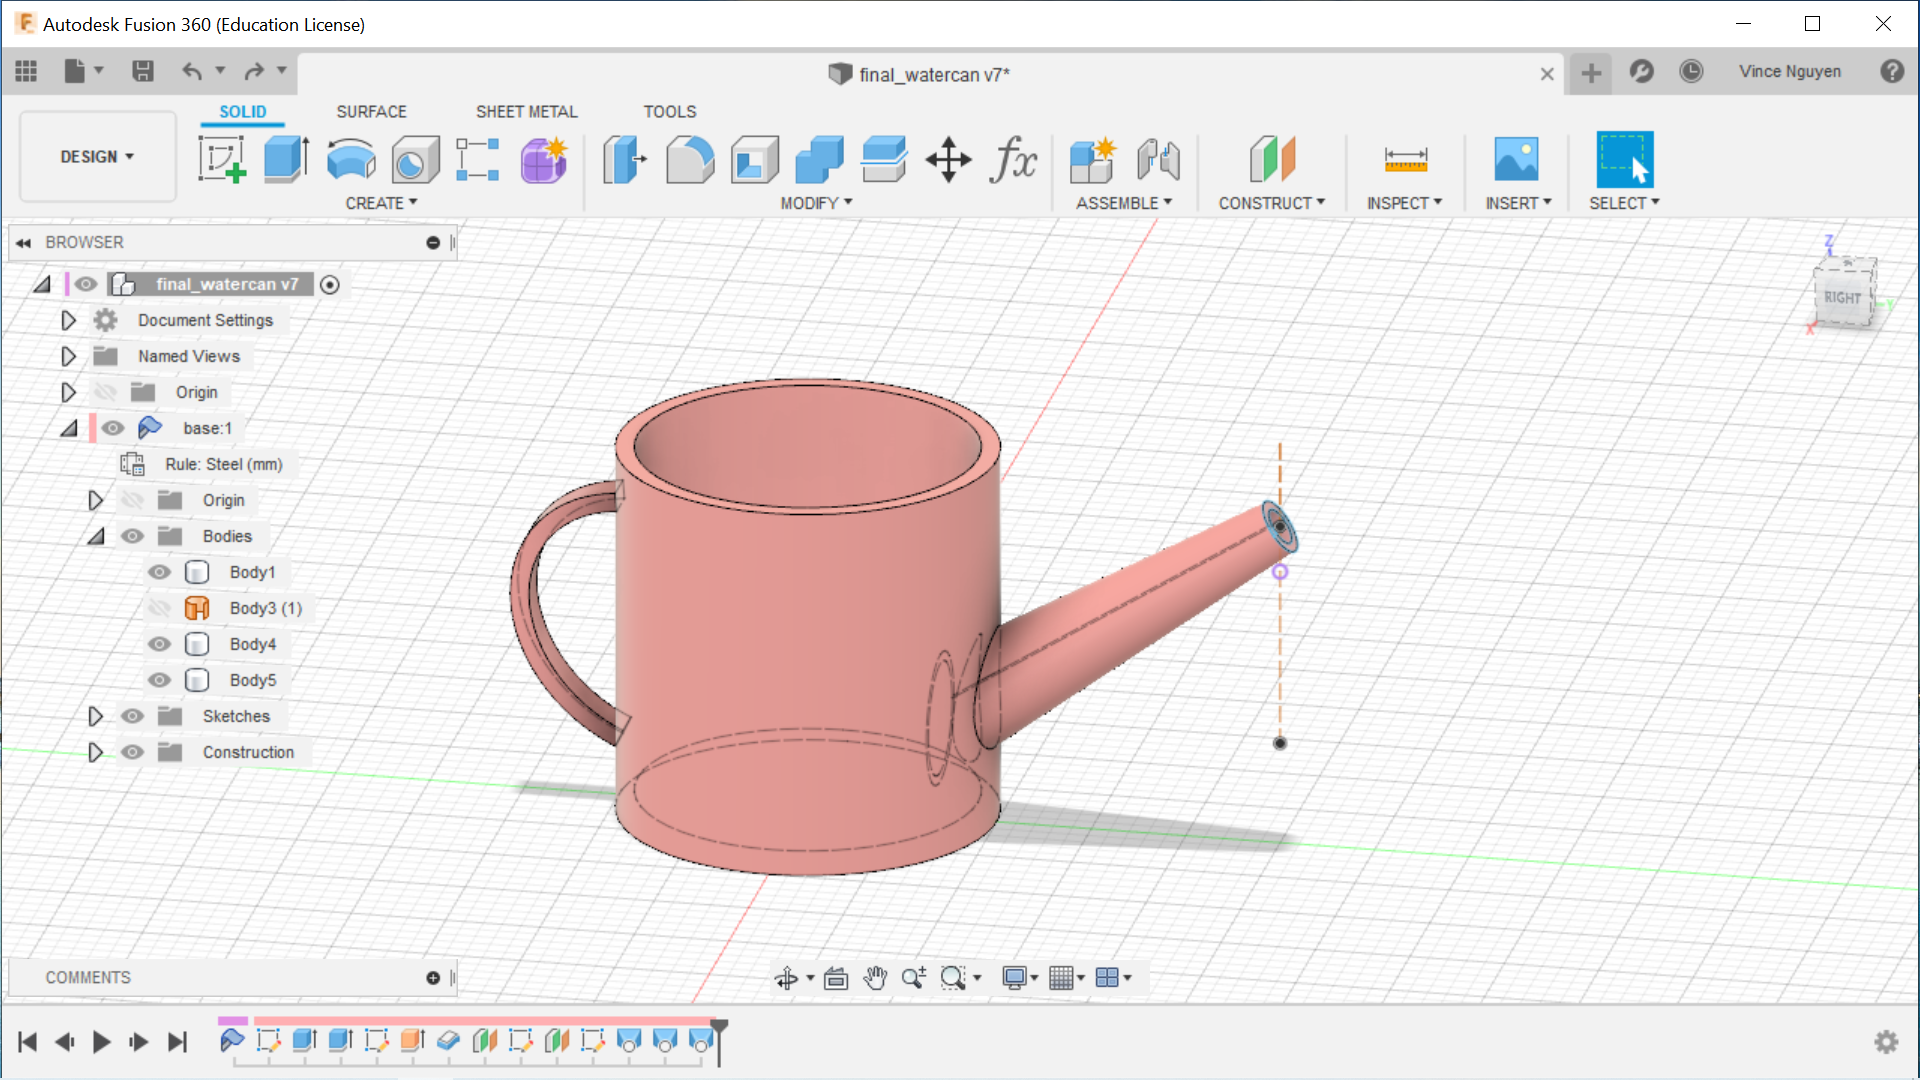 Autodesk Fusion 360 (Education License)
final_watercan v7*
Vince Nguyen
SOLID
SURFACE
SHEET METAL
TOOLS
DESIGN
CREATE
MODIFY
fx
ASSEMBLE
CONSTRUCT
INSPECT
INSERT
SELECT
BROWSER
final_watercan v7
Document Settings
Named Views
Origin
base:1
Rule: Steel (mm)
Origin
Bodies
Body1
Body3 (1)
Body4
Body5
Sketches
Construction
Z
RIGHT
Y
X
COMMENTS